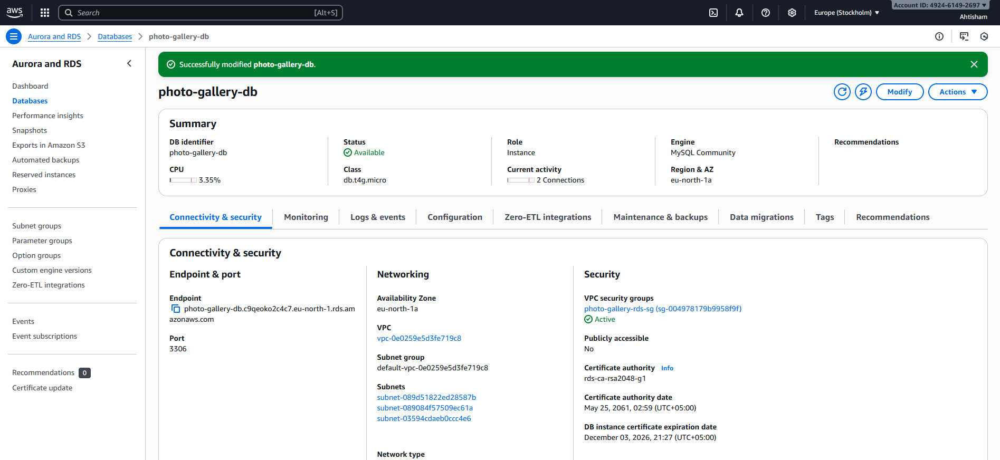 aws
Search [Alt+S]
Europe (Stockholm)
Account ID: 4924-6149-2697
Ahtisham
Aurora and RDS
Databases
photo-gallery-db
Aurora and RDS
Dashboard
Databases
Performance insights
Snapshots
Exports in Amazon S3
Automated backups
Reserved instances
Proxies
Subnet groups
Parameter groups
Option groups
Custom engine versions
Zero-ETL integrations
Events
Event subscriptions
Recommendations 0
Certificate update
Successfully modified photo-gallery-db.
photo-gallery-db
Modify
Actions
Summary
DB identifier
photo-gallery-db
CPU
3.35%
Status
Available
Class
db.t4g.micro
Role
Instance
Current activity
2 Connections
Engine
MySQL Community
Region & AZ
eu-north-1a
Recommendations
Connectivity & security
Monitoring
Logs & events
Configuration
Zero-ETL integrations
Maintenance & backups
Data migrations
Tags
Recommendations
Connectivity & security
Endpoint & port
Endpoint
photo-gallery-db.c9qeoko2c4c7.eu-north-1.rds.am
azonaws.com
Port
3306
Networking
Availability Zone
eu-north-1a
VPC
vpc-0e0259e5d3fe719c8
Subnet group
default-vpc-0e0259e5d3fe719c8
Subnets
subnet-089d51822ed28587b
subnet-089084f57509ec61a
subnet-03594cdaeb0ccc4e6
Network type
Security
VPC security groups
photo-gallery-rds-sg (sg-004978179b9958f9f)
Active
Publicly accessible
No
Certificate authority Info
rds-ca-rsa2048-g1
Certificate authority date
May 25, 2061, 02:59 (UTC+05:00)
DB instance certificate expiration date
December 03, 2026, 21:27 (UTC+05:00)